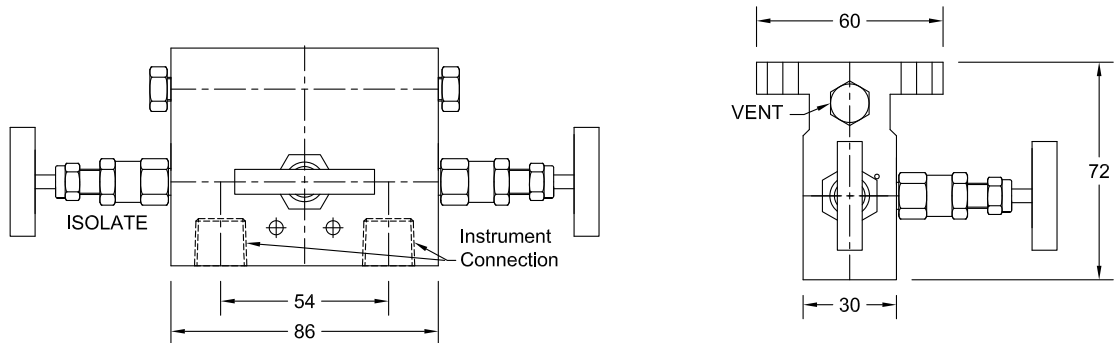 ISOLATE
Instrument
Connection
54
86
60
VENT
72
30